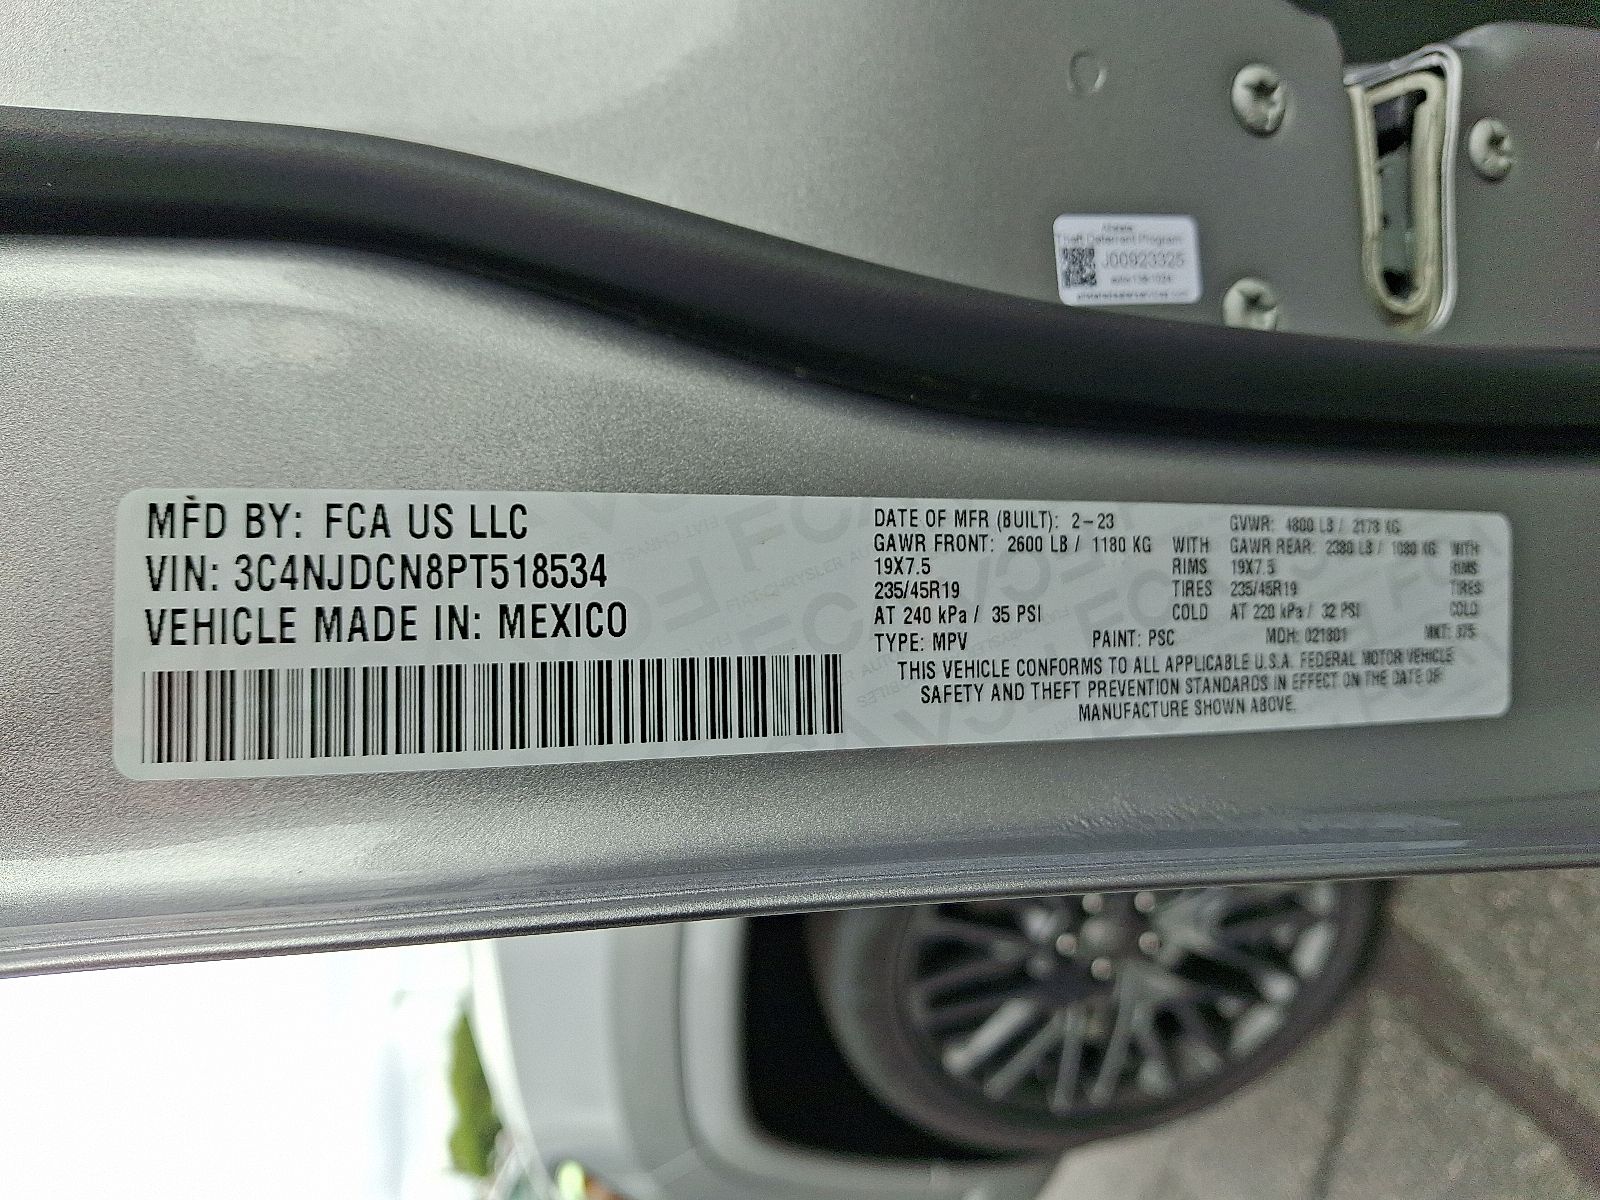 Theft Deterrent Program
J00923325
MFD BY: FCA US LLC
VIN: 3C4NJDCN8PT518534
VEHICLE MADE IN: MEXICO
DATE OF MFR (BUILT): 2-23 GVWR: 4800 LB / 2178 KG
GAWR FRONT: 2600 LB / 1180 KG WITH GAWR REAR: 2380 LB / 1080 KG WITH
19X7.5 RIMS 19X7.5 RIMS
235/45R19 TIRES 235/45R19 TIRES
AT 240 kPa / 35 PSI COLD AT 220 kPa / 32 PSI COLD
TYPE: MPV PAINT: PSC MDH: 021801 MKT: 375
THIS VEHICLE CONFORMS TO ALL APPLICABLE U.S.A. FEDERAL MOTOR VEHICLE
SAFETY AND THEFT PREVENTION STANDARDS IN EFFECT ON THE DATE OF
MANUFACTURE SHOWN ABOVE.